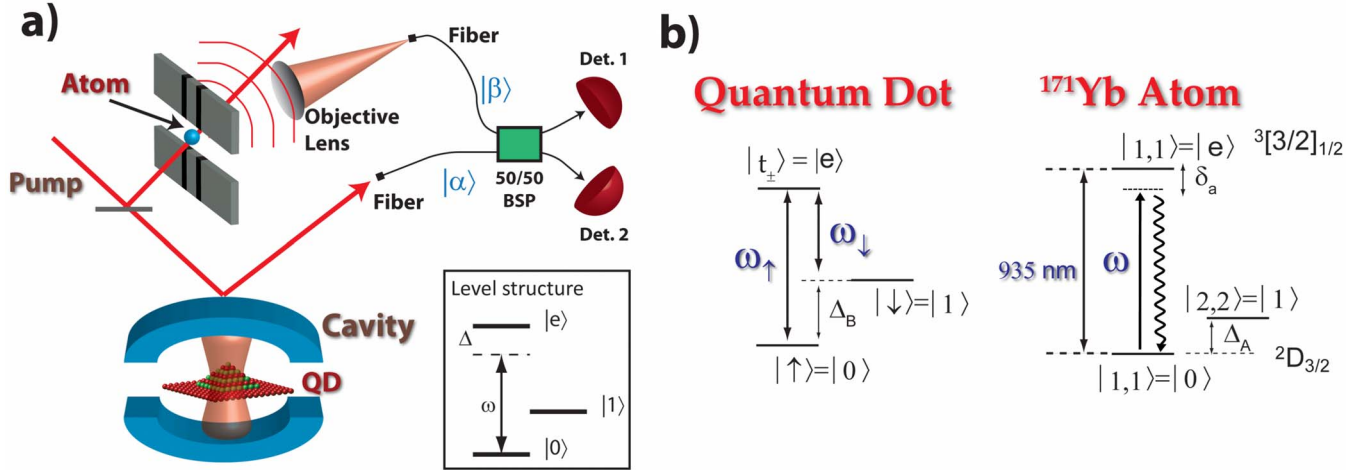 a)
Atom
Pump
Objective
Lens
Fiber
|β⟩
|α⟩
Fiber
50/50
BSP
Det. 1
Det. 2
Cavity
QD
Level structure
|e⟩
Δ
ω
|1⟩
|0⟩
b)
Quantum Dot
|t±⟩=|e⟩
ω↑
ω↓
|↓⟩=|1⟩
ΔB
|↑⟩=|0⟩
171Yb Atom
|1,1⟩=|e⟩ 3[3/2]1/2
δa
935 nm
ω
|2,2⟩=|1⟩
ΔA
2D3/2
|1,1⟩=|0⟩